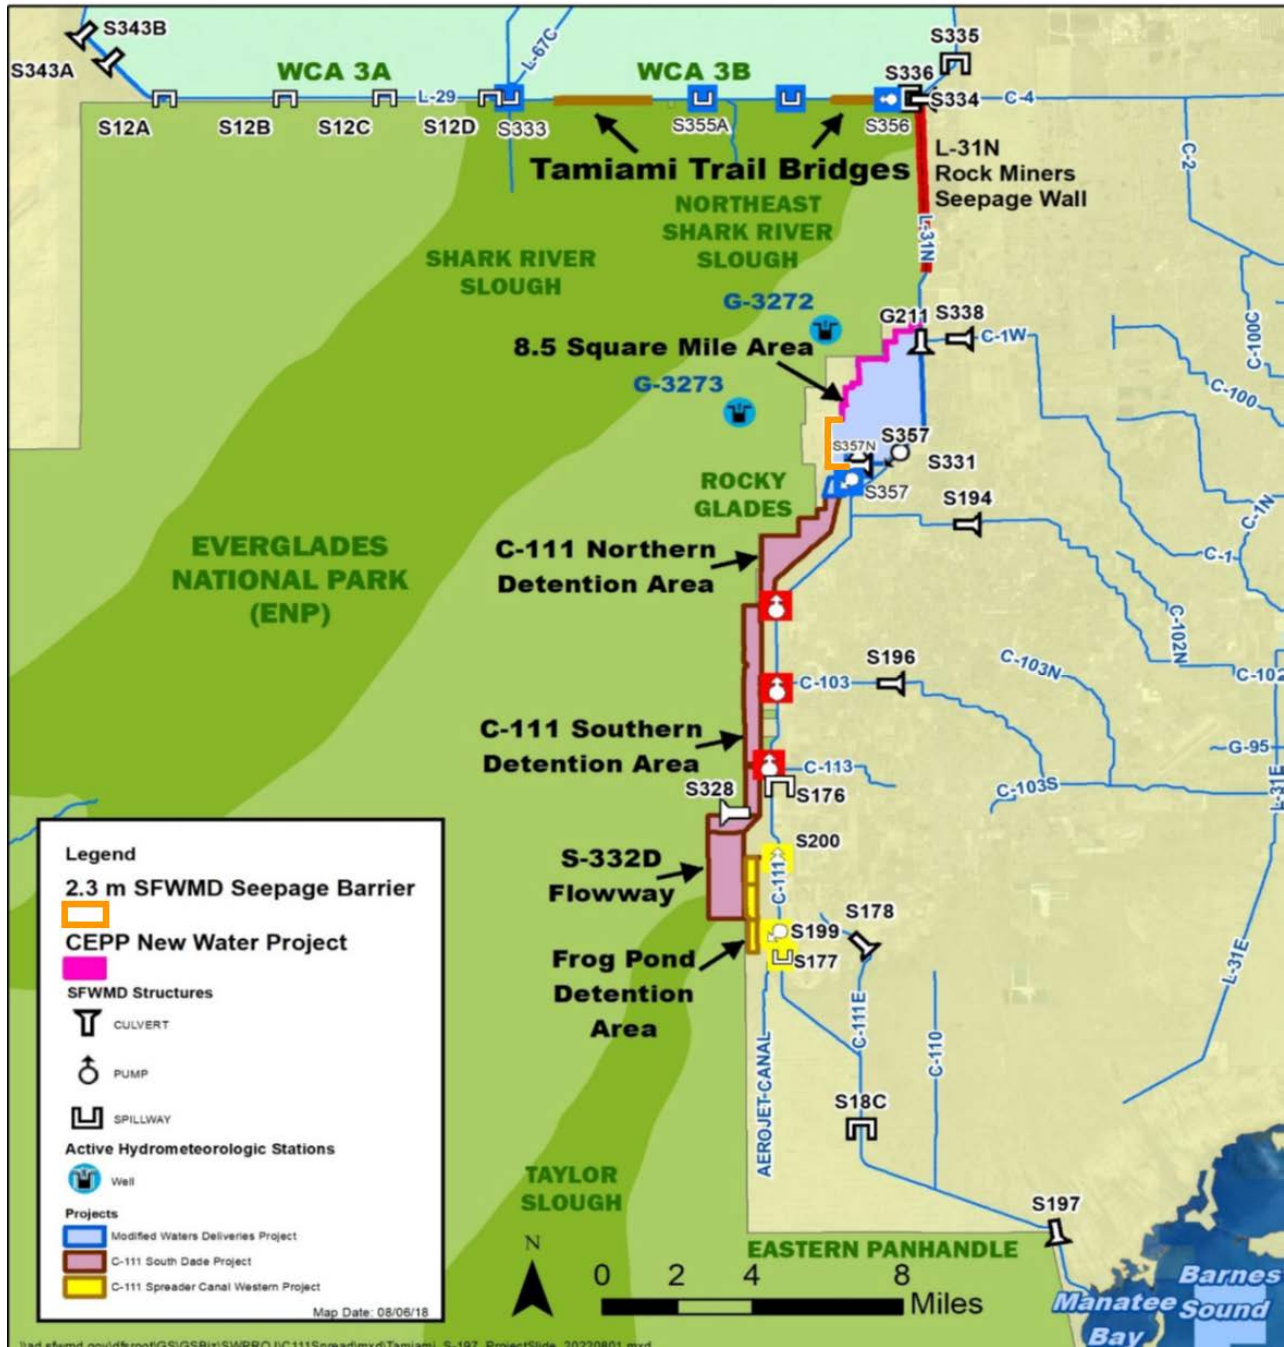 S343B
S343A
WCA 3A
L-67C
WCA 3B
S335
S336
S334
C-4
L-29
S12A
S12B
S12C
S12D
S333
S355A
S356
C-2
Tamiami Trail Bridges
L-31N
Rock Miners
Seepage Wall
L-31N
NORTHEAST
SHARK RIVER
SLOUGH
SHARK RIVER
SLOUGH
G-3272
G211
S338
C-1W
C-100C
8.5 Square Mile Area
G-3273
C-100
S357N
S357
S331
S357
ROCKY
GLADES
S194
C-1N
C-1
EVERGLADES
NATIONAL PARK
(ENP)
C-111 Northern
Detention Area
C-102N
C-102
S196
C-103
C-103N
C-111 Southern
Detention Area
G-95
C-113
C-103S
L-31E
S328
S176
S200
S-332D
Flowway
C-111
S178
S199
S177
Frog Pond
Detention
Area
L-31E
C-111E
C-110
AEROJET-CANAL
S18C
TAYLOR
SLOUGH
S197
EASTERN PANHANDLE
Barnes
Sound
Manatee
Bay
N
0 2 4 8
Miles
Legend
2.3 m SFWMD Seepage Barrier
CEPP New Water Project
SFWMD Structures
CULVERT
PUMP
SPILLWAY
Active Hydrometeorologic Stations
Well
Projects
Modified Waters Deliveries Project
C-111 South Dade Project
C-111 Spreader Canal Western Project
Map Date: 08/06/18